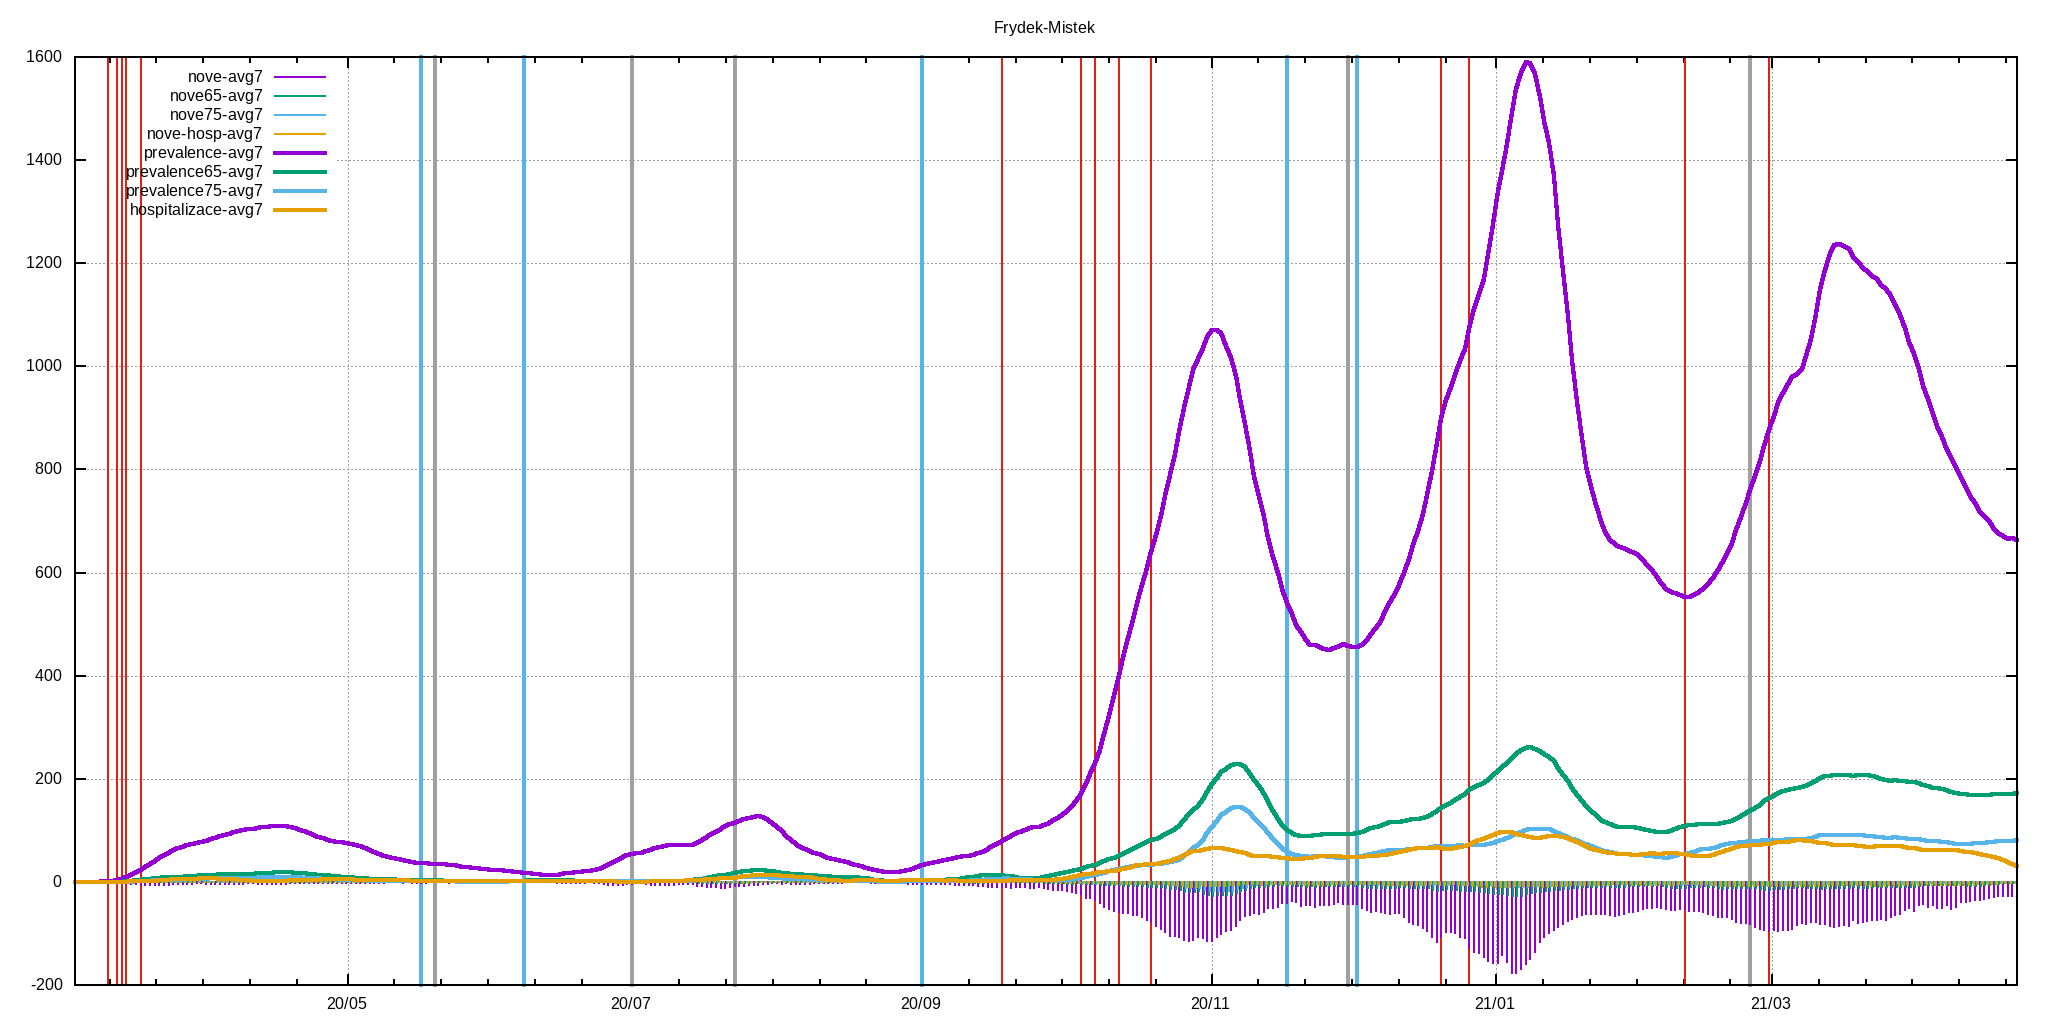 Frydek-Mistek
1600
1400
1200
1000
800
600
400
200
0
-200
nove-avg7
nove65-avg7
nove75-avg7
nove-hosp-avg7
prevalence-avg7
prevalence65-avg7
prevalence75-avg7
hospitalizace-avg7
20/05 20/07 20/09 20/11 21/01 21/03